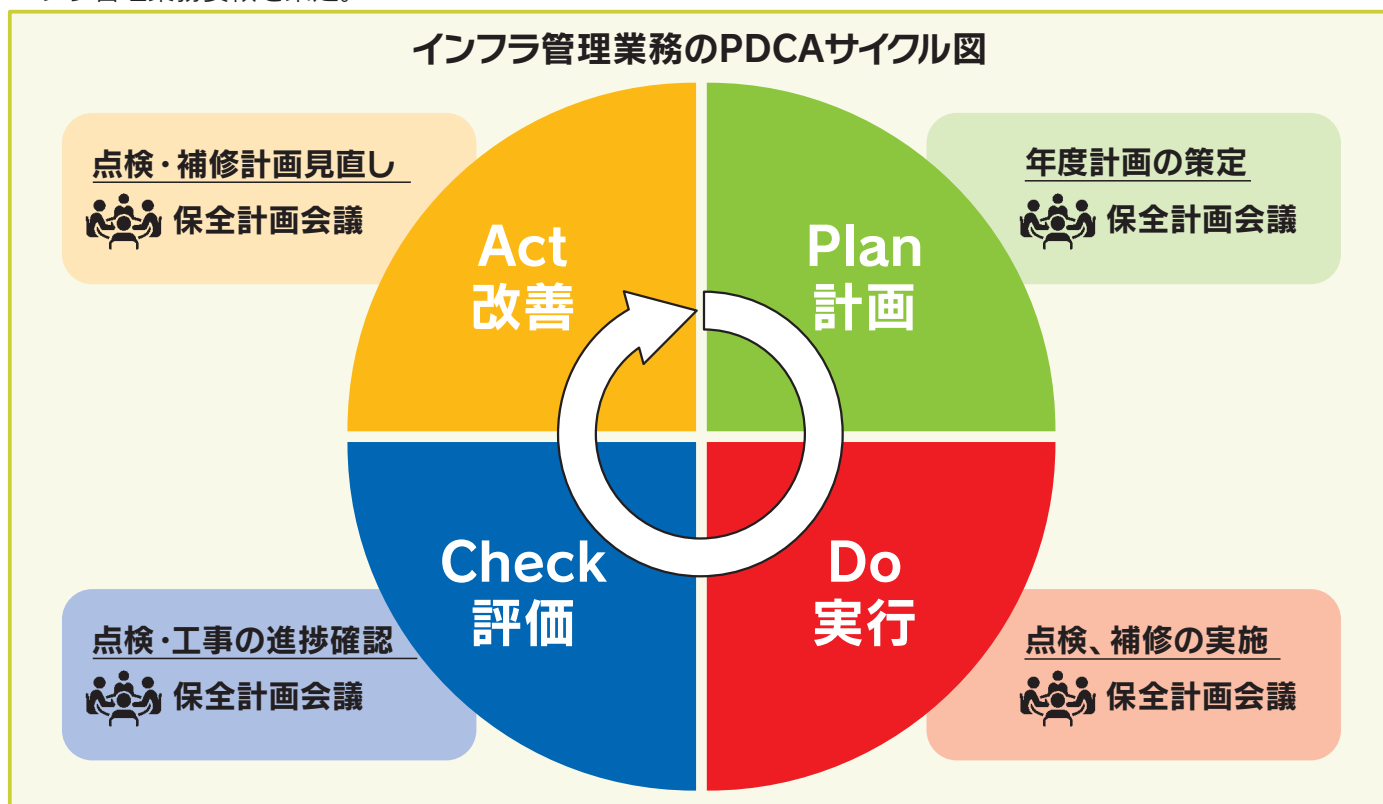 インフラ管理業務のPDCAサイクル図
点検・補修計画見直し
保全計画会議
Act
改善
Plan
計画
年度計画の策定
保全計画会議
点検・工事の進捗確認
保全計画会議
Check
評価
Do
実行
点検、補修の実施
保全計画会議